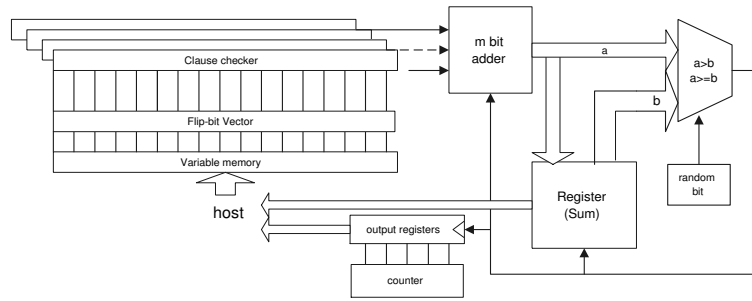 Clause checker
Flip-bit Vector
Variable memory
host
m bit
adder
a
a>b
a>=b
b
random
bit
Register
(Sum)
output registers
counter